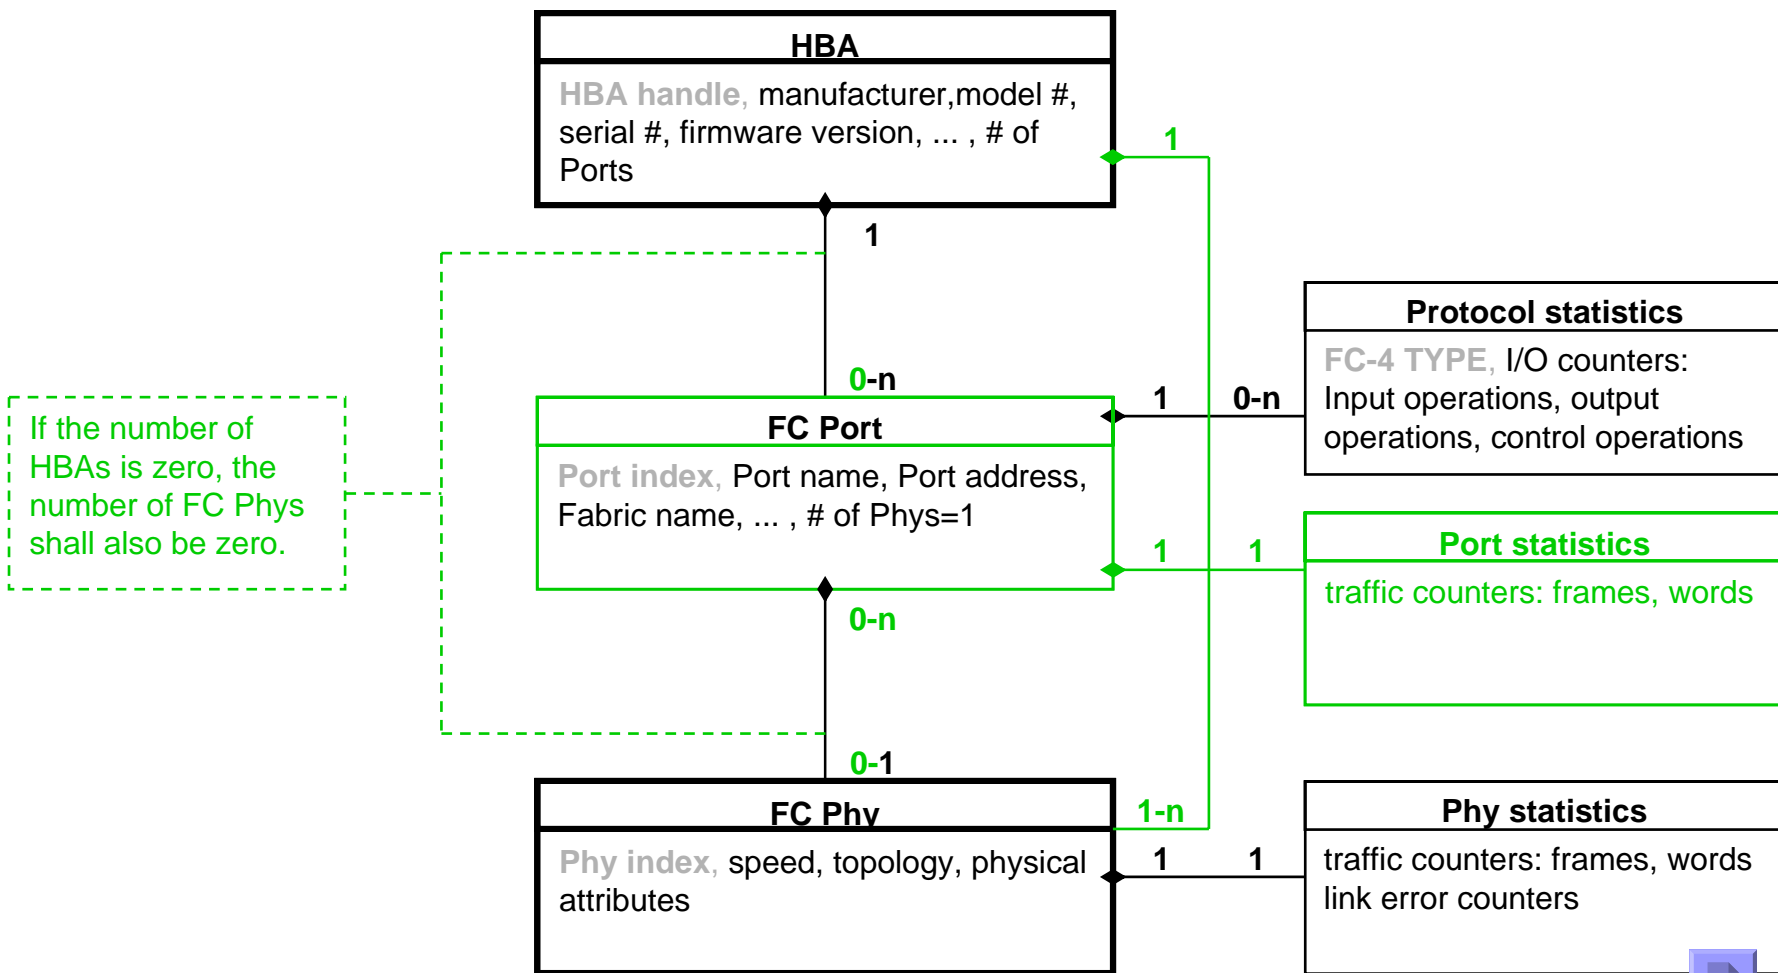 HBA
HBA handle, manufacturer,model #,
serial #, firmware version, ... , # of
Ports
1
1
0-n
If the number of
HBAs is zero, the
number of FC Phys
shall also be zero.
FC Port
Port index, Port name, Port address,
Fabric name, ... , # of Phys=1
1
0-n
Protocol statistics
FC-4 TYPE, I/O counters:
Input operations, output
operations, control operations
1
1
Port statistics
traffic counters: frames, words
0-n
0-1
FC Phy
Phy index, speed, topology, physical
attributes
1-n
1
1
Phy statistics
traffic counters: frames, words
link error counters